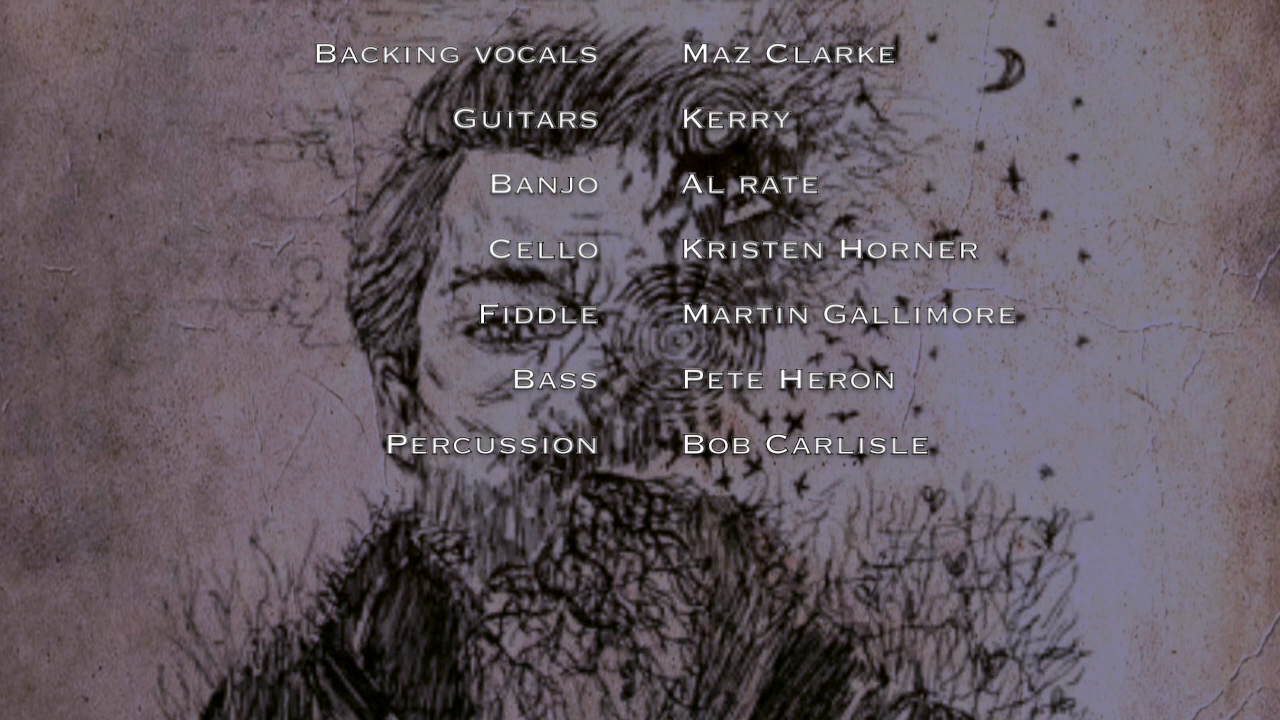 Backing vocals Maz Clarke
Guitars Kerry
Banjo Al rate
Cello Kristen Horner
Fiddle Martin Gallimore
Bass Pete Heron
Percussion Bob Carlisle